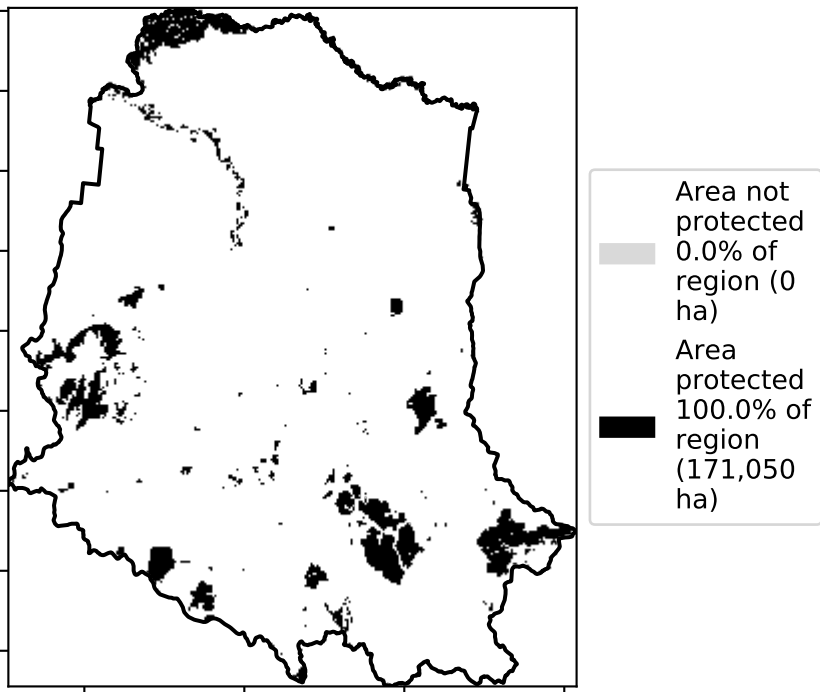 Area not
protected
0.0% of
region (0
ha)
Area
protected
100.0% of
region
(171,050
ha)